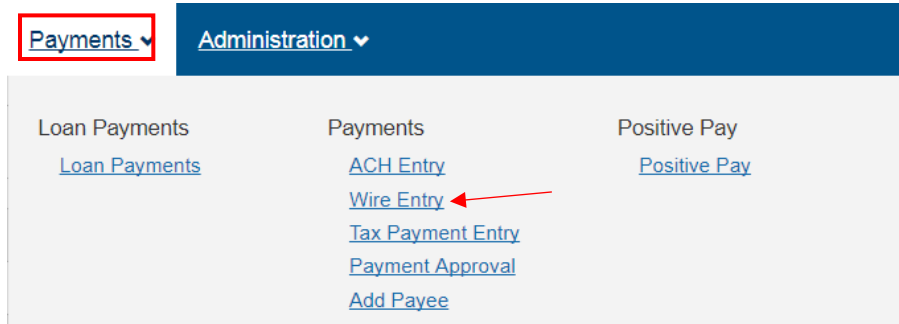 Payments
Administration
Loan Payments
Loan Payments
Payments
ACH Entry
Wire Entry
Tax Payment Entry
Payment Approval
Add Payee
Positive Pay
Positive Pay